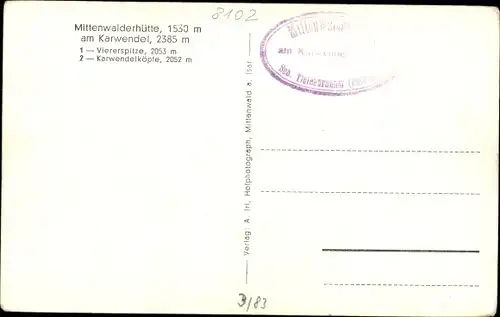 8102
Mittenwalderhütte, 1530 m
am Karwendel, 2385 m
1 — Viererspitze, 2053 m
2 — Karwendelköpfe, 2052 m
am Karwendel
Verlag: A. Irl, Hofphotograph, Mittenwald a. Isar
3/83